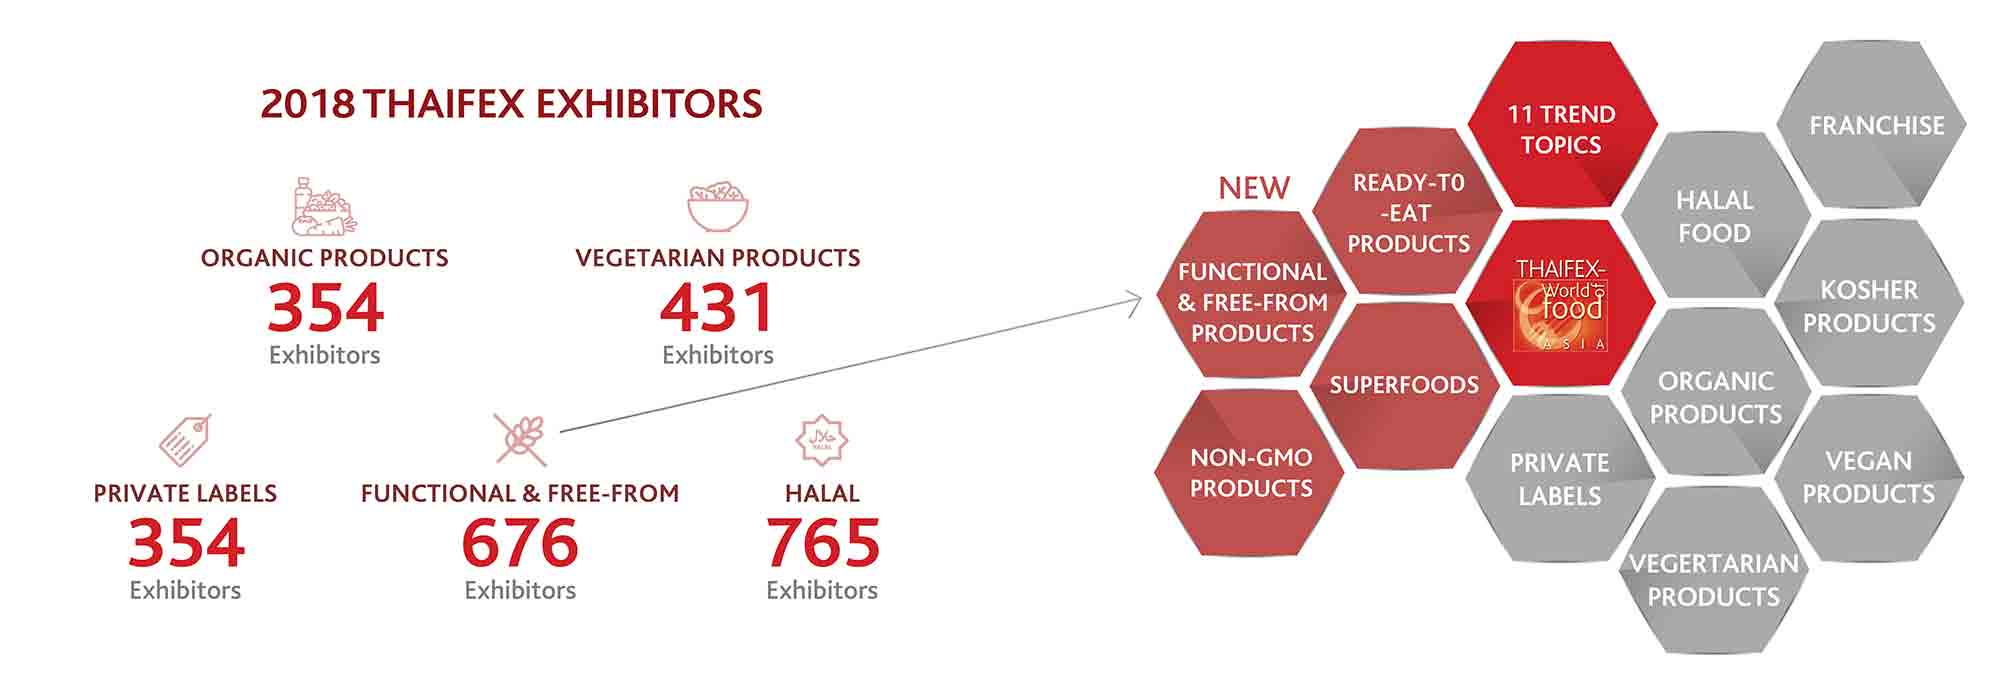 2018 THAIFEX EXHIBITORS
ORGANIC PRODUCTS
354
Exhibitors
VEGETARIAN PRODUCTS
431
Exhibitors
PRIVATE LABELS
354
Exhibitors
FUNCTIONAL & FREE-FROM
676
Exhibitors
حلال
HALAL
HALAL
765
Exhibitors
NEW
FUNCTIONAL
& FREE-FROM
PRODUCTS
NON-GMO
PRODUCTS
READY-T0
-EAT
PRODUCTS
SUPERFOODS
11 TREND
TOPICS
THAIFEX-
World of
food
ASIA
PRIVATE
LABELS
HALAL
FOOD
ORGANIC
PRODUCTS
VEGERTARIAN
PRODUCTS
FRANCHISE
KOSHER
PRODUCTS
VEGAN
PRODUCTS